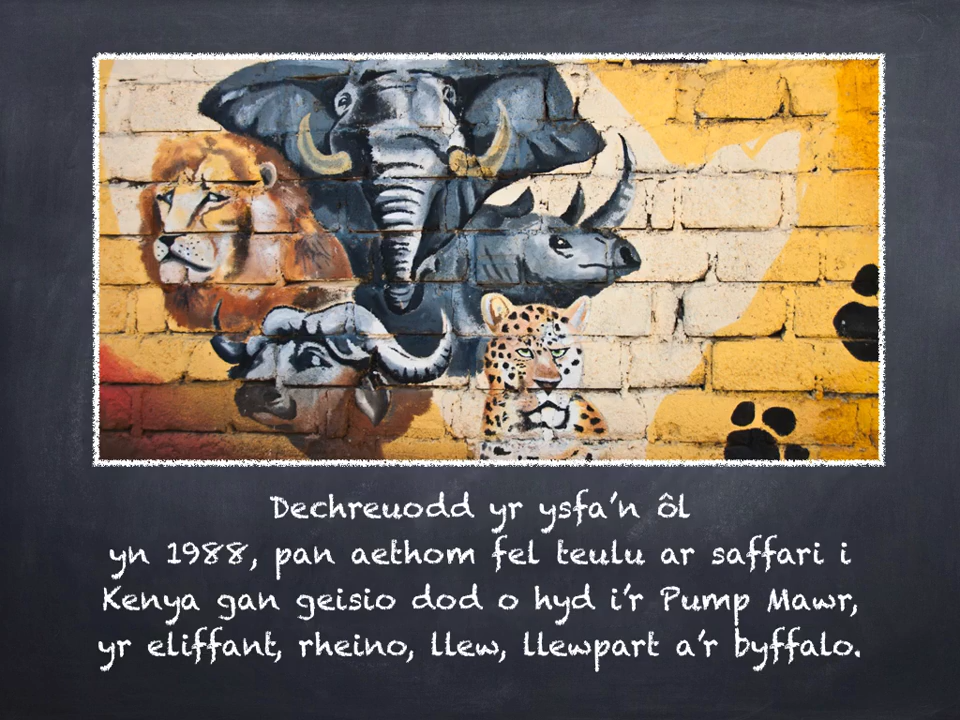 Dechreuodd yr ysfa'n ôl
yn 1988, pan aethom fel teulu ar saffari i
Kenya gan geisio dod o hyd i'r Pump Mawr,
yr eliffant, rheino, llew, llewpart a'r byffalo.